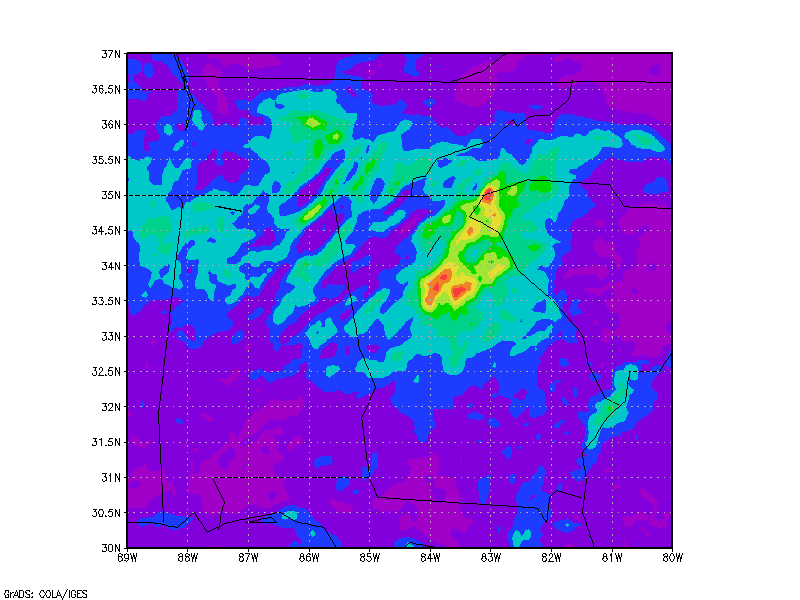 37N
36.5N
36N
35.5N
35N
34.5N
34N
33.5N
33N
32.5N
32N
31.5N
31N
30.5N
30N
89W 88W 87W 86W 85W 84W 83W 82W 81W 80W
GrADS: COLA/IGES